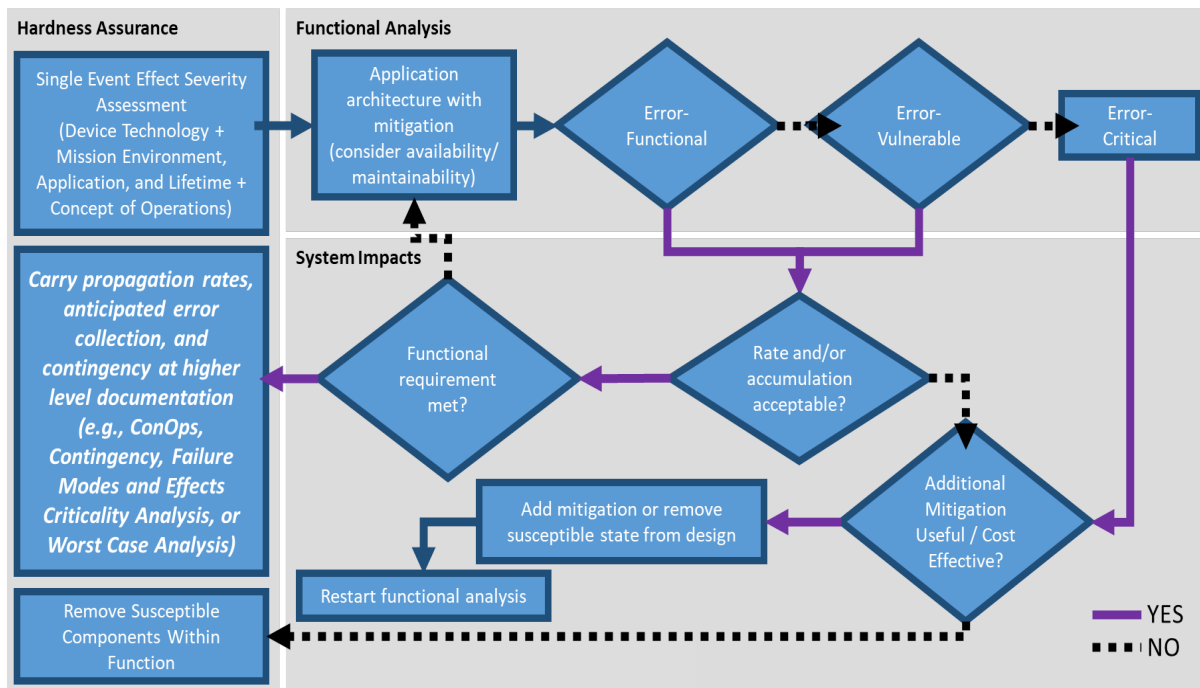 Hardness Assurance
Single Event Effect Severity
Assessment
(Device Technology +
Mission Environment,
Application, and Lifetime +
Concept of Operations)
Carry propagation rates,
anticipated error
collection, and
contingency at higher
level documentation
(e.g., ConOps,
Contingency, Failure
Modes and Effects
Criticality Analysis, or
Worst Case Analysis)
Remove Susceptible
Components Within
Function
Functional Analysis
Application
architecture with
mitigation
(consider availability/
maintainability)
Error-
Functional
Error-
Vulnerable
Error-
Critical
System Impacts
Functional
requirement
met?
Rate and/or
accumulation
acceptable?
Additional
Mitigation
Useful / Cost
Effective?
Add mitigation or remove
susceptible state from design
Restart functional analysis
YES
NO